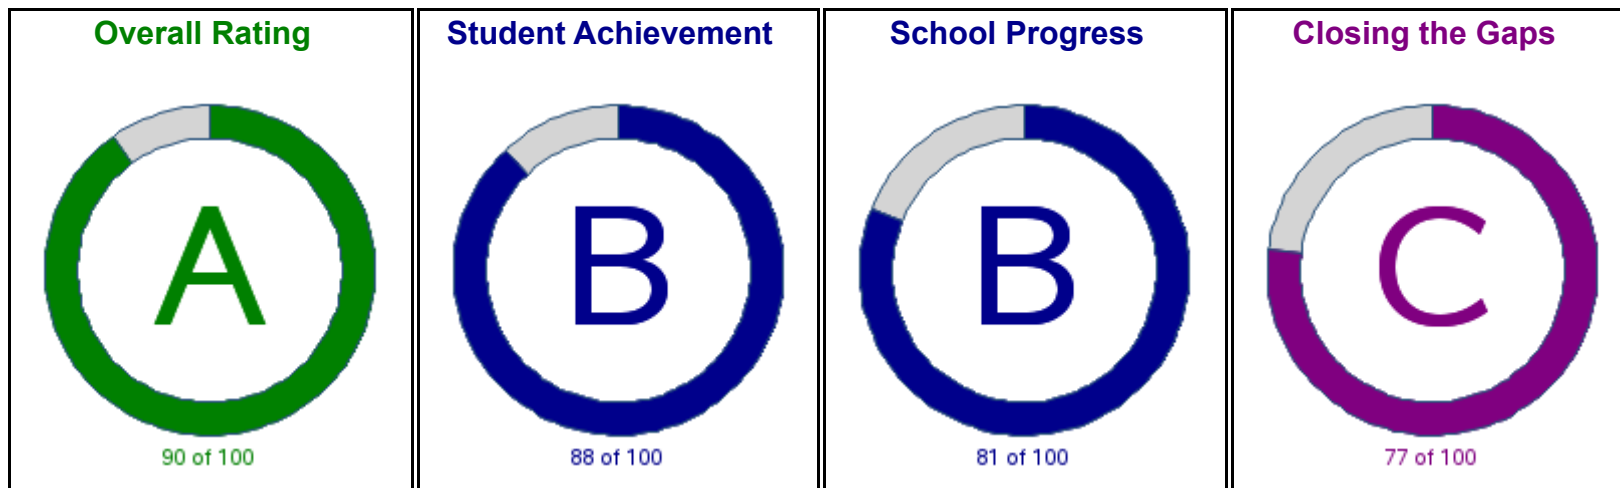 Overall Rating
A
90 of 100
Student Achievement
B
88 of 100
School Progress
B
81 of 100
Closing the Gaps
C
77 of 100